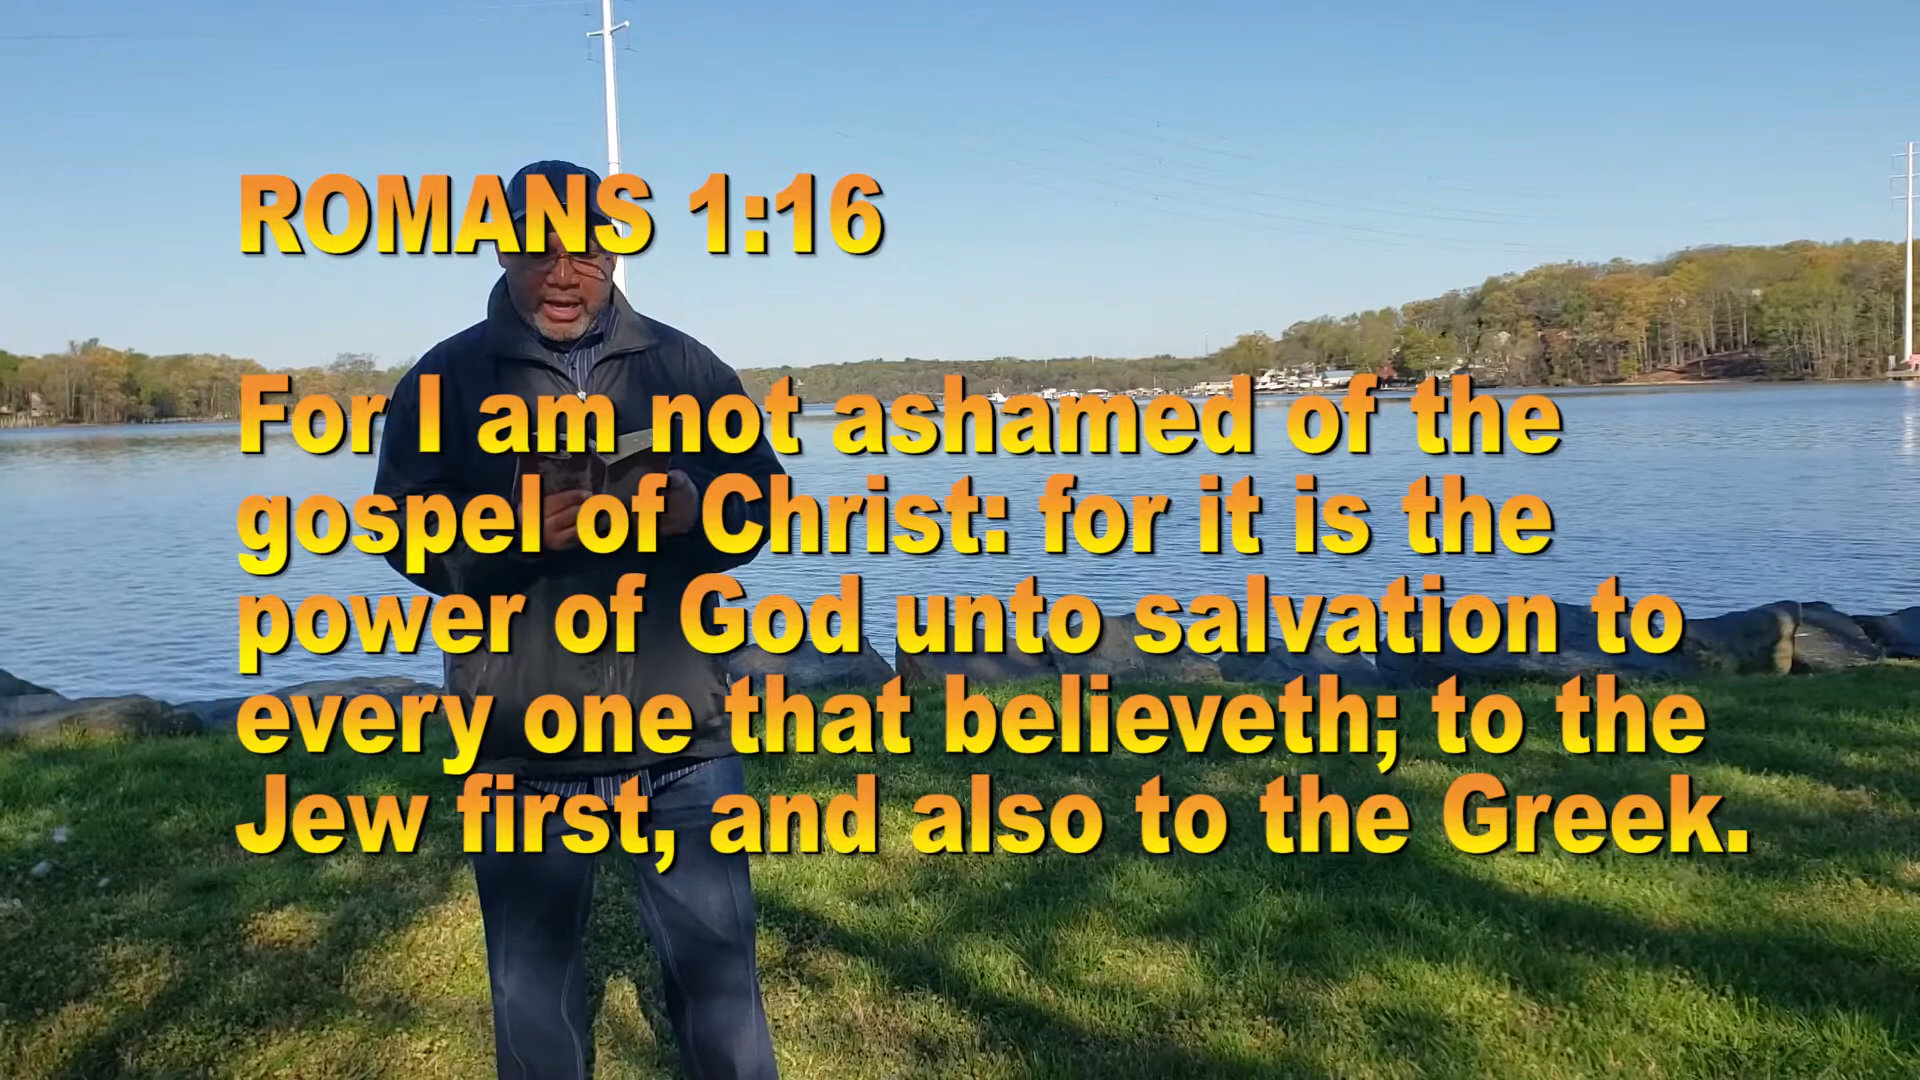 ROMANS 1:16
For I am not ashamed of the
gospel of Christ: for it is the
power of God unto salvation to
every one that believeth; to the
Jew first, and also to the Greek.